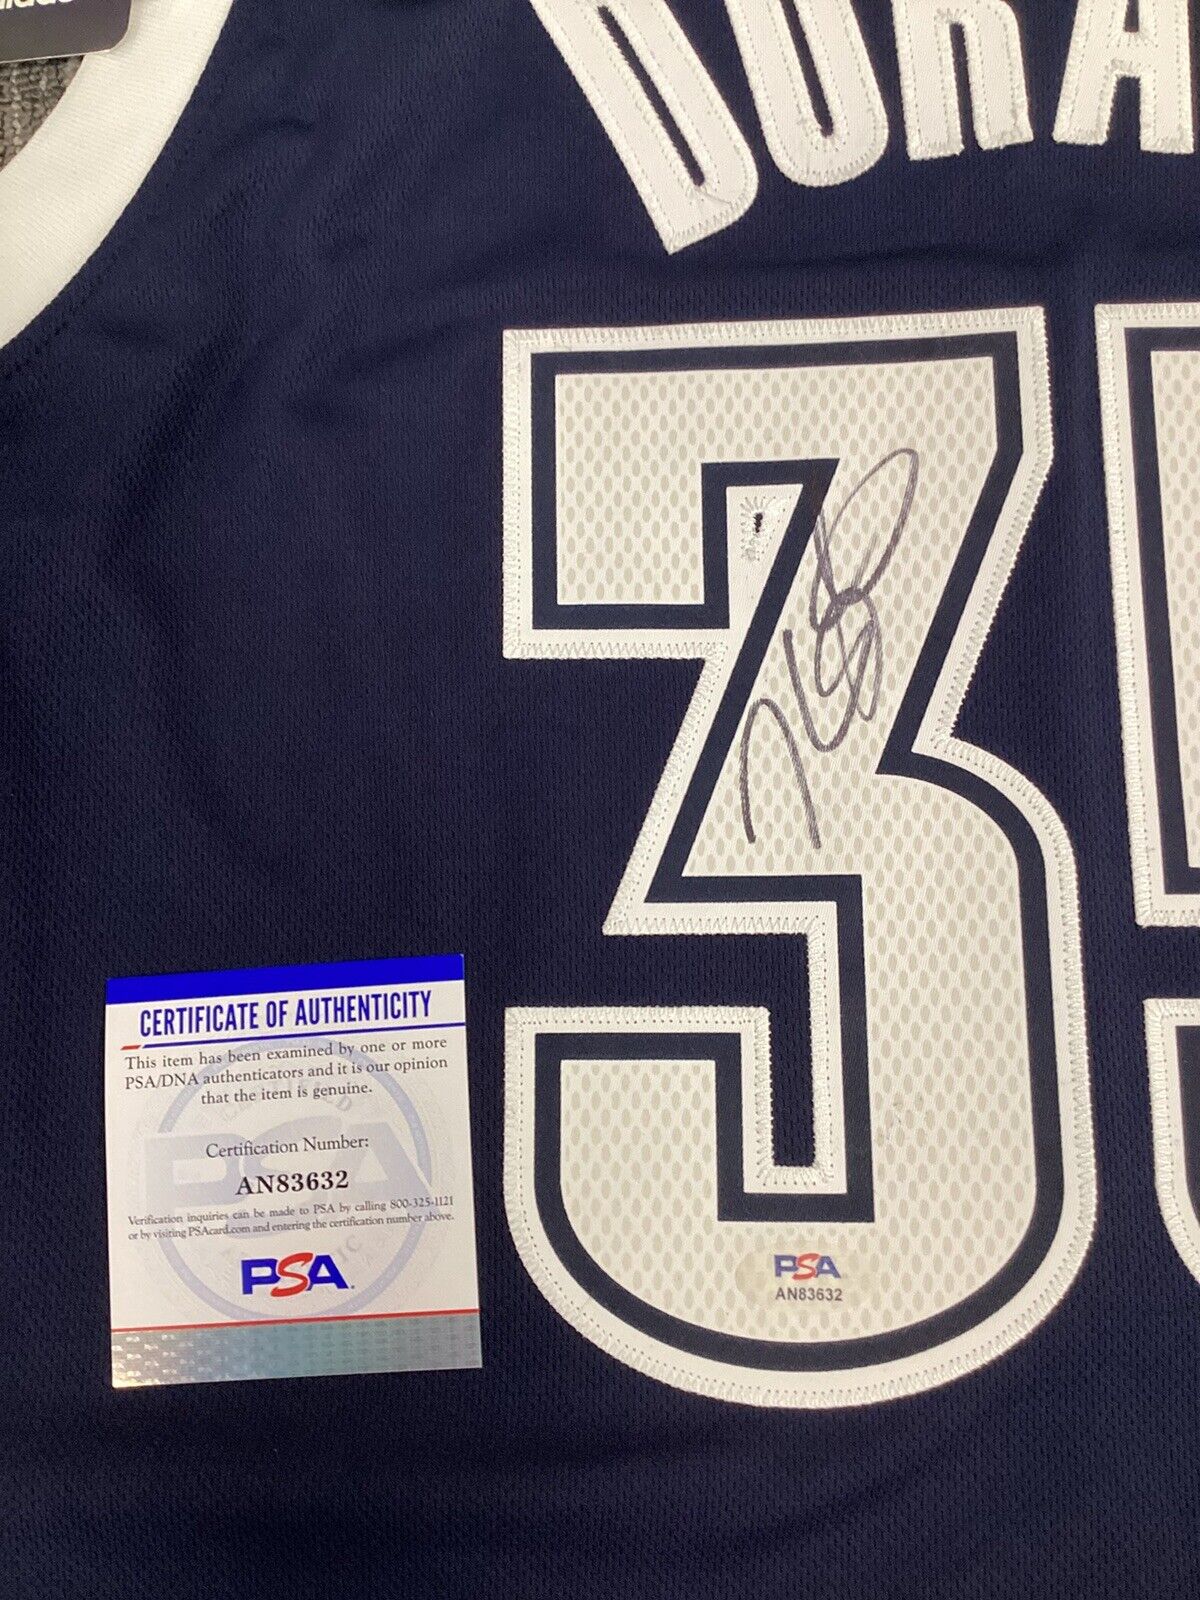 DURA
35
CERTIFICATE OF AUTHENTICITY
This item has been examined by one or more
PSA/DNA authenticators and it is our opinion
that the item is genuine.
Certification Number:
AN83632
Verification inquiries can be made to PSA by calling 800-325-1121
or by visiting PSAcard.com and entering the certification number above.
PSA
PSA
AN83632